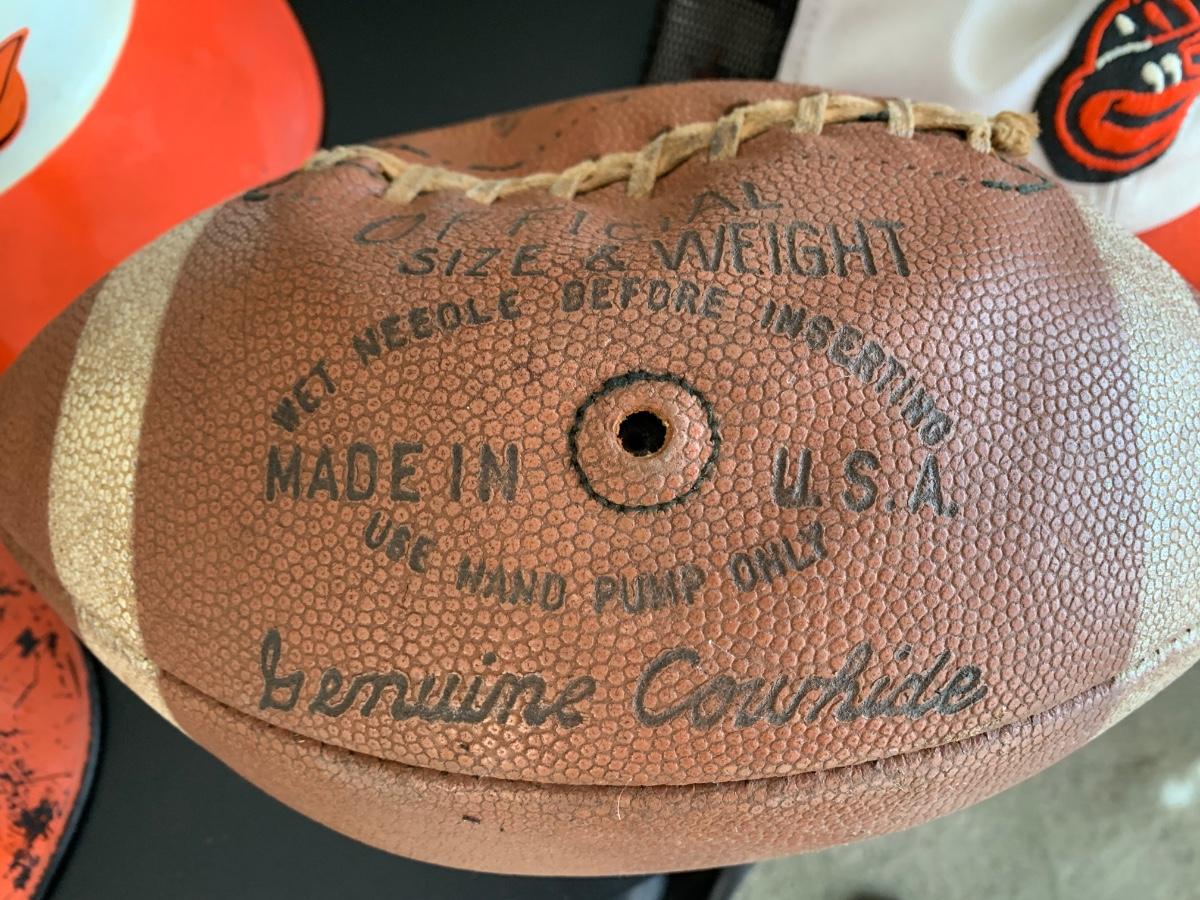 OFFICIAL
SIZE & WEIGHT
WET NEEDLE BEFORE INSERTING
MADE IN U.S.A.
USE HAND PUMP ONLY
Genuine Cowhide